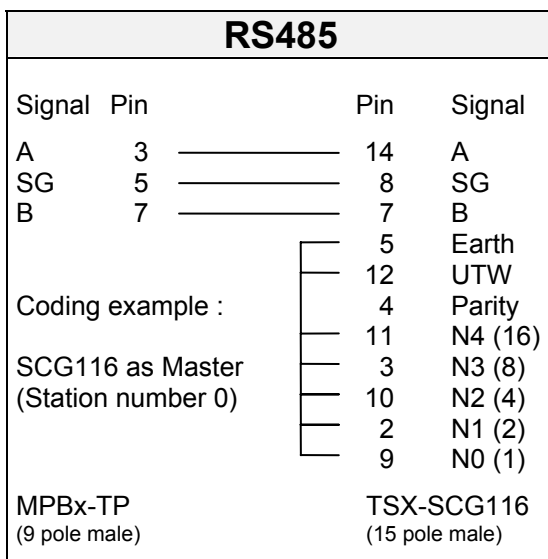 RS485
Signal Pin Pin Signal
A 3 14 A
SG 5 8 SG
B 7 7 B
5 Earth
12 UTW
Coding example : 4 Parity
11 N4 (16)
SCG116 as Master 3 N3 (8)
(Station number 0) 10 N2 (4)
2 N1 (2)
9 N0 (1)
MPBx-TP TSX-SCG116
(9 pole male) (15 pole male)